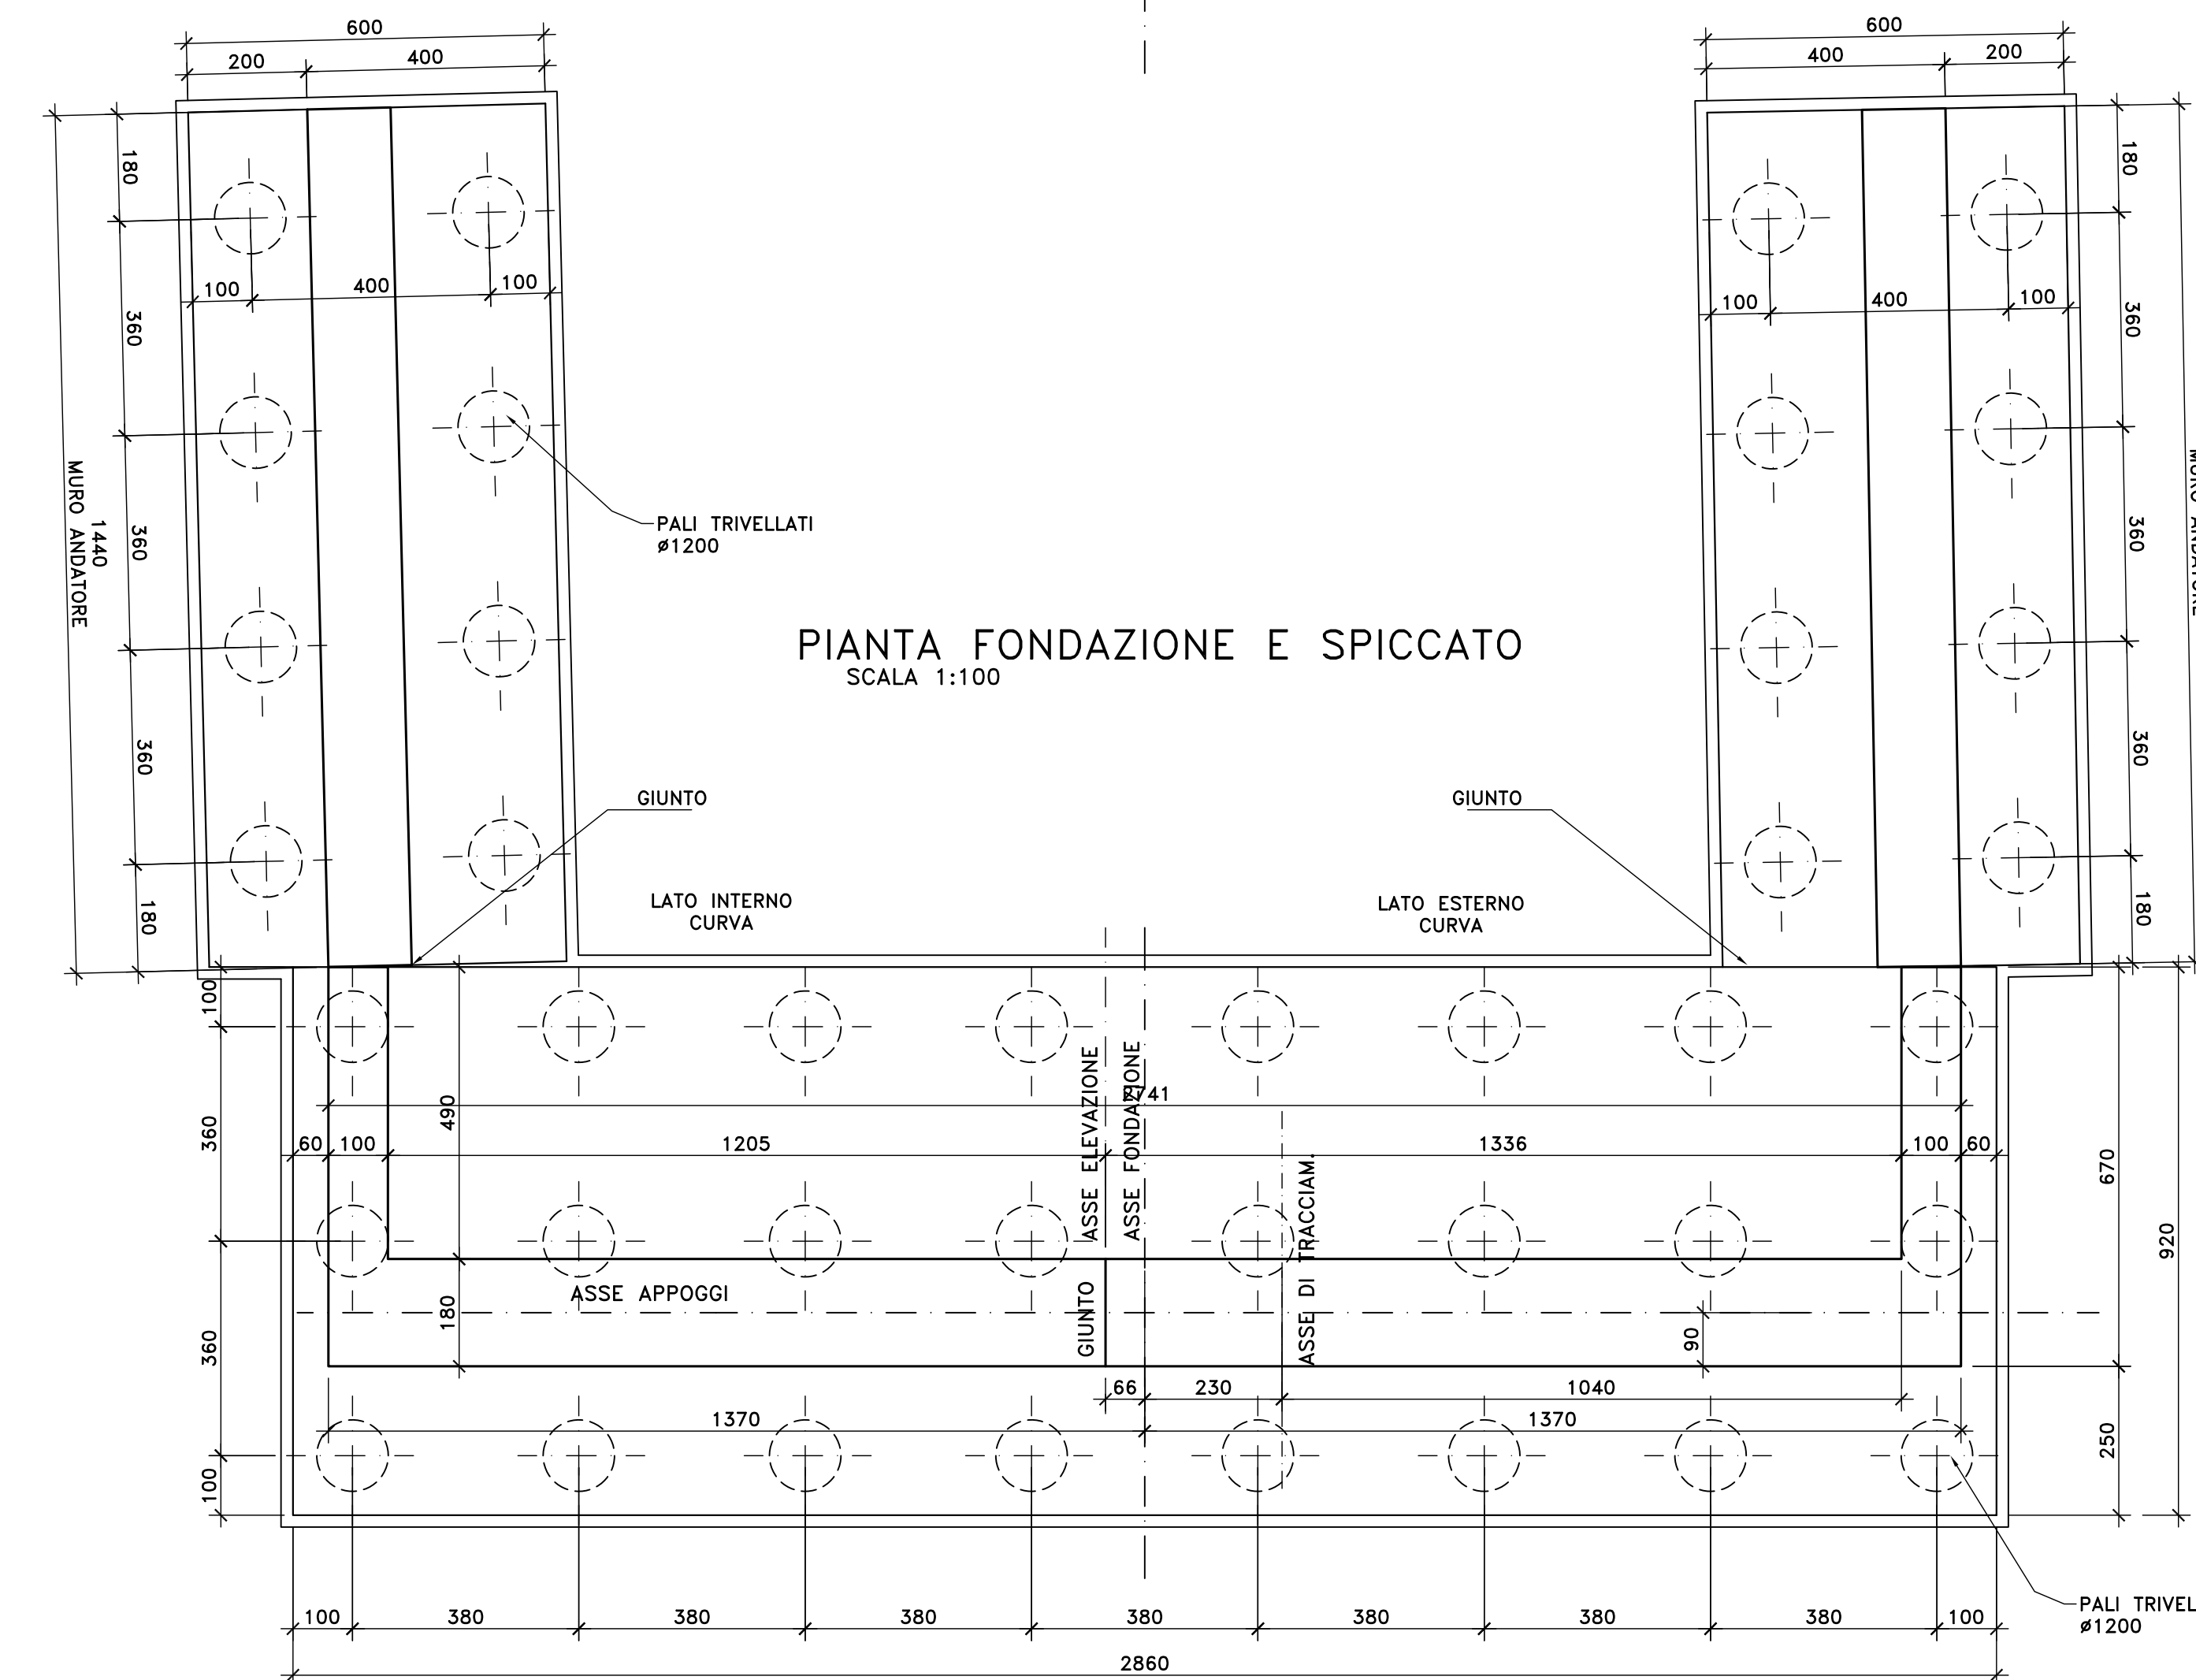 600
600
200 400
400 200
180
180
100 400 100
100 400 100
360
360
MURO ANDATORE
1440
360
360
PALI TRIVELLATI
ø1200
PIANTA FONDAZIONE E SPICCATO
SCALA 1:100
360
360
GIUNTO
GIUNTO
180
180
LATO INTERNO
CURVA
LATO ESTERNO
CURVA
100
490
ASSE ELEVAZIONE
ASSE FONDAZIONE
2741
360
60 100 1205 1336 100 60
670
920
ASSE DI TRACCIAM.
ASSE APPOGGI
180
GIUNTO
90
360
66 230 1040
1370 1370
250
100
100 380 380 380 380 380 380 380 100
PALI TRIVEL
ø1200
2860